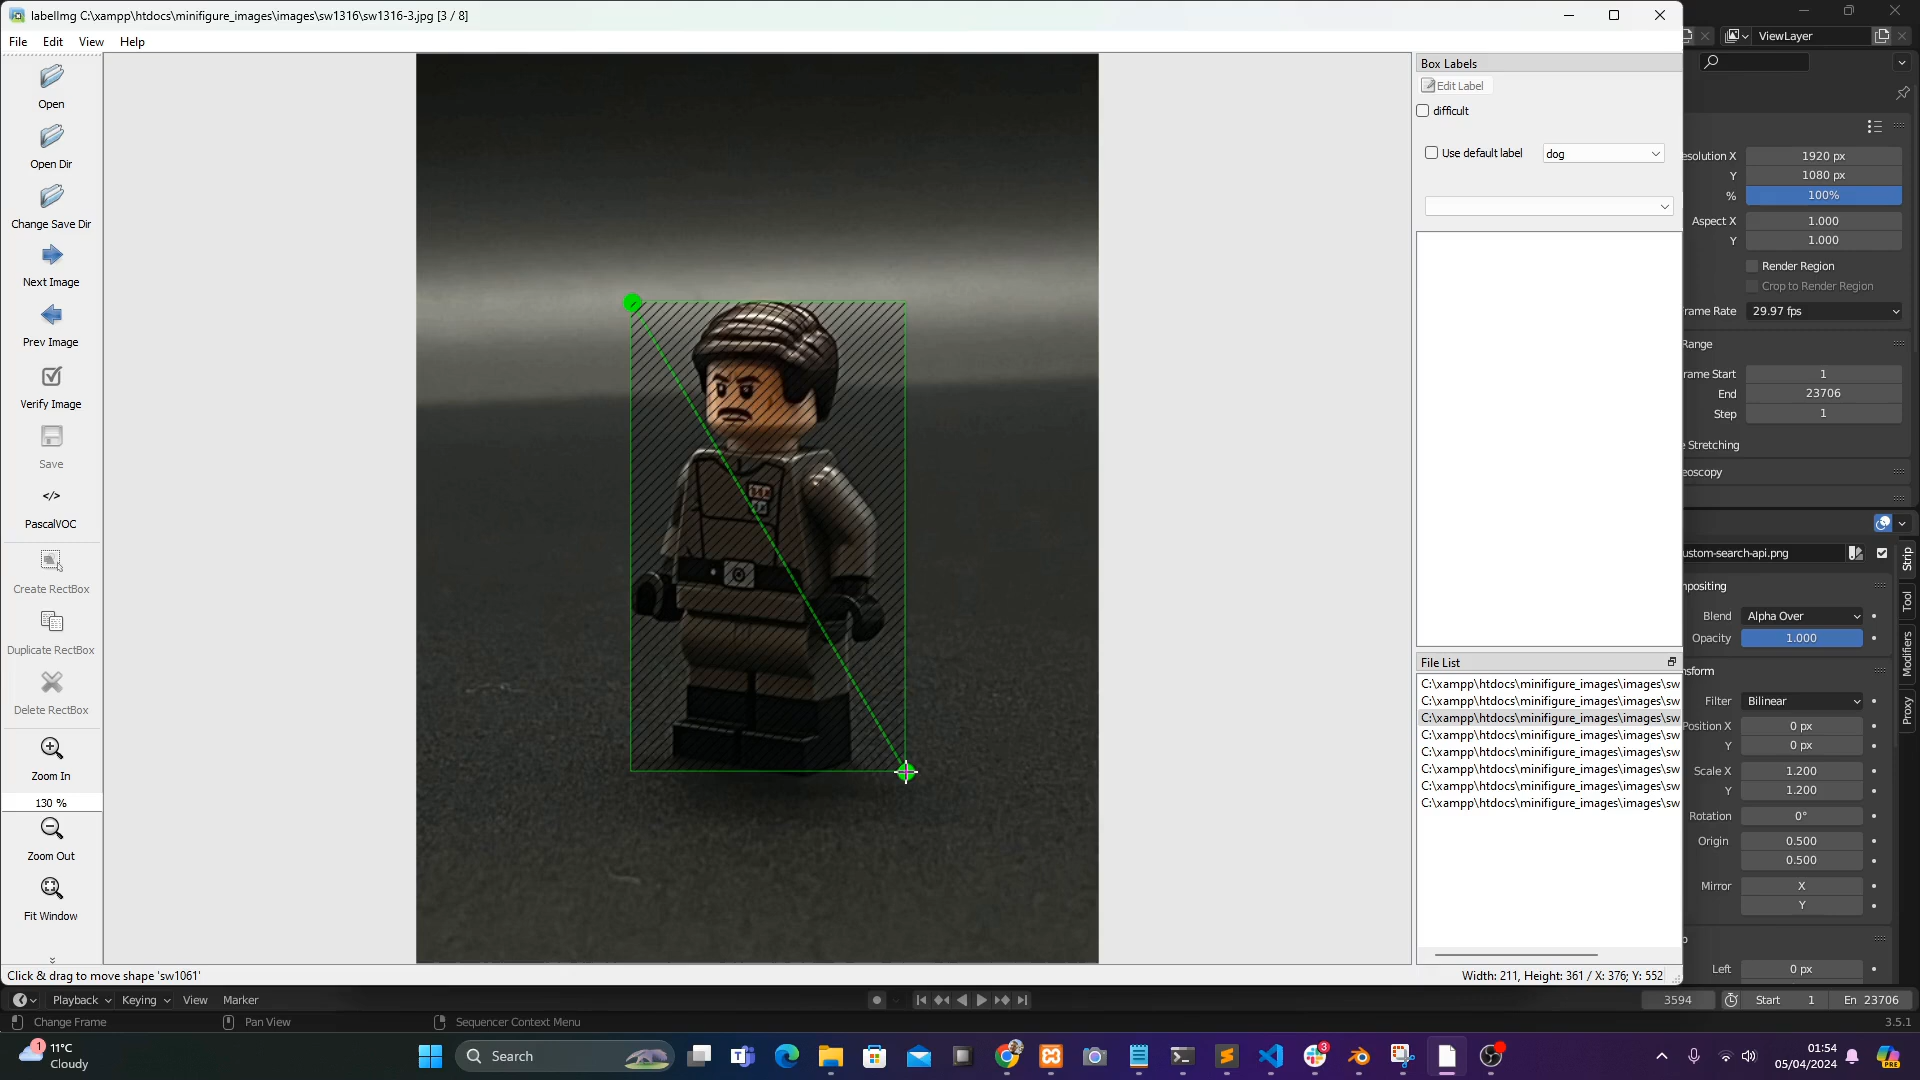 labelImg C:\xampp\htdocs\minifigure_images\images\sw1316\sw1316-3.jpg [3 / 8]
File Edit View Help
Open
Open Dir
Change Save Dir
Next Image
Prev Image
Verify Image
Save
</>
PascalVOC
Create RectBox
Duplicate RectBox
Delete RectBox
Zoom In
130 %
Zoom Out
Fit Window
Click & drag to move shape 'sw1061'
Box Labels
Edit Label
difficult
Use default label dog
File List
C:\xampp\htdocs\minifigure_images\images\sw
C:\xampp\htdocs\minifigure_images\images\sw
C:\xampp\htdocs\minifigure_images\images\sw
C:\xampp\htdocs\minifigure_images\images\sw
C:\xampp\htdocs\minifigure_images\images\sw
C:\xampp\htdocs\minifigure_images\images\sw
C:\xampp\htdocs\minifigure_images\images\sw
C:\xampp\htdocs\minifigure_images\images\sw
Width: 211, Height: 361 / X: 376; Y: 552
ViewLayer
esolution X 1920 px
Y 1080 px
% 100%
Aspect X 1.000
Y 1.000
Render Region
Crop to Render Region
rame Rate 29.97 fps
Range
rame Start 1
End 23706
Step 1
e Stretching
eoscopy
ustom-search-api.png
Strip
Tool
Modifiers
Proxy
mpositing
Blend Alpha Over
Opacity 1.000
nsform
Filter Bilinear
Position X 0 px
Y 0 px
Scale X 1.200
Y 1.200
Rotation 0°
Origin 0.500
0.500
Mirror X
Y
p
Left 0 px
Playback Keying View Marker
3594 Start 1 En 23706
Change Frame Pan View Sequencer Context Menu 3.5.1
1
11°C
Cloudy
Search
3
PRE
01:54
05/04/2024